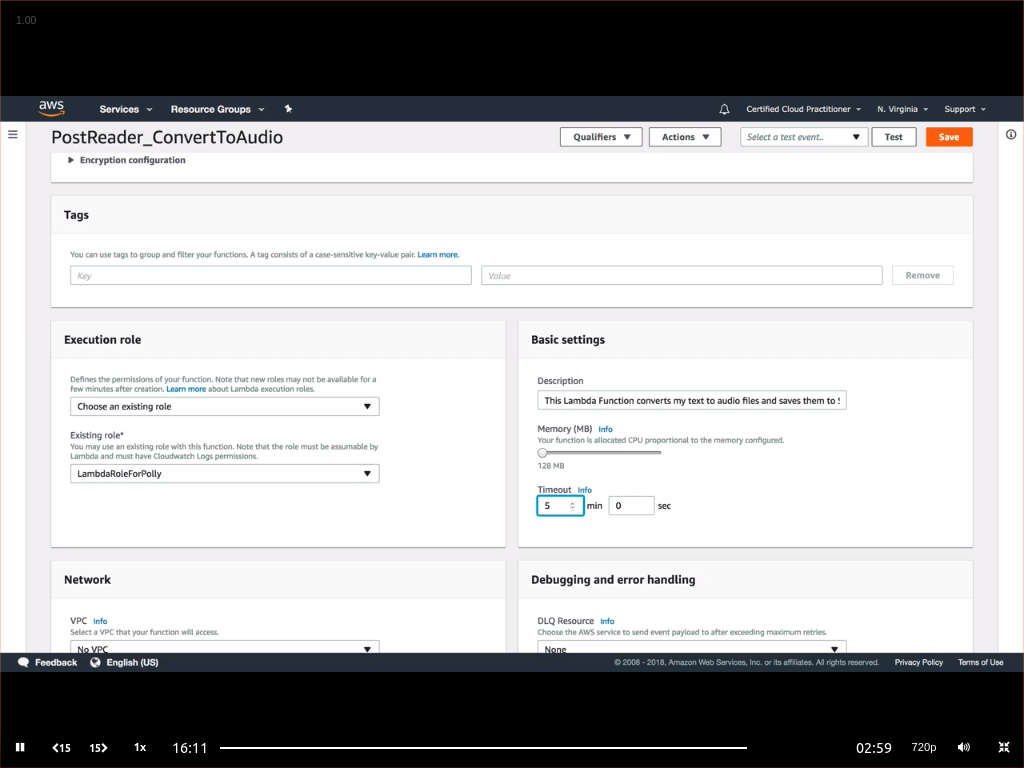 1.00
aws
Services
Resource Groups
Certified Cloud Practitioner
N. Virginia
Support
PostReader_ConvertToAudio
Qualifiers
Actions
Select a test event..
Test
Save
Encryption configuration
Tags
You can use tags to group and filter your functions. A tag consists of a case-sensitive key-value pair. Learn more.
Key
Value
Remove
Execution role
Defines the permissions of your function. Note that new roles may not be available for a
few minutes after creation. Learn more about Lambda execution roles.
Choose an existing role
Existing role*
You may use an existing role with this function. Note that the role must be assumable by
Lambda and must have Cloudwatch Logs permissions.
LambdaRoleForPolly
Basic settings
Description
This Lambda Function converts my text to audio files and saves them to
Memory (MB) Info
Your function is allocated CPU proportional to the memory configured.
128 MB
Timeout Info
5 min 0 sec
Network
VPC Info
Select a VPC that your function will access.
No VPC
Debugging and error handling
DLQ Resource Info
Choose the AWS service to send event payload to after exceeding maximum retries.
None
Feedback
English (US)
© 2008 - 2018, Amazon Web Services, Inc. or its affiliates. All rights reserved.
Privacy Policy
Terms of Use
15
15
1x
16:11
02:59
720p